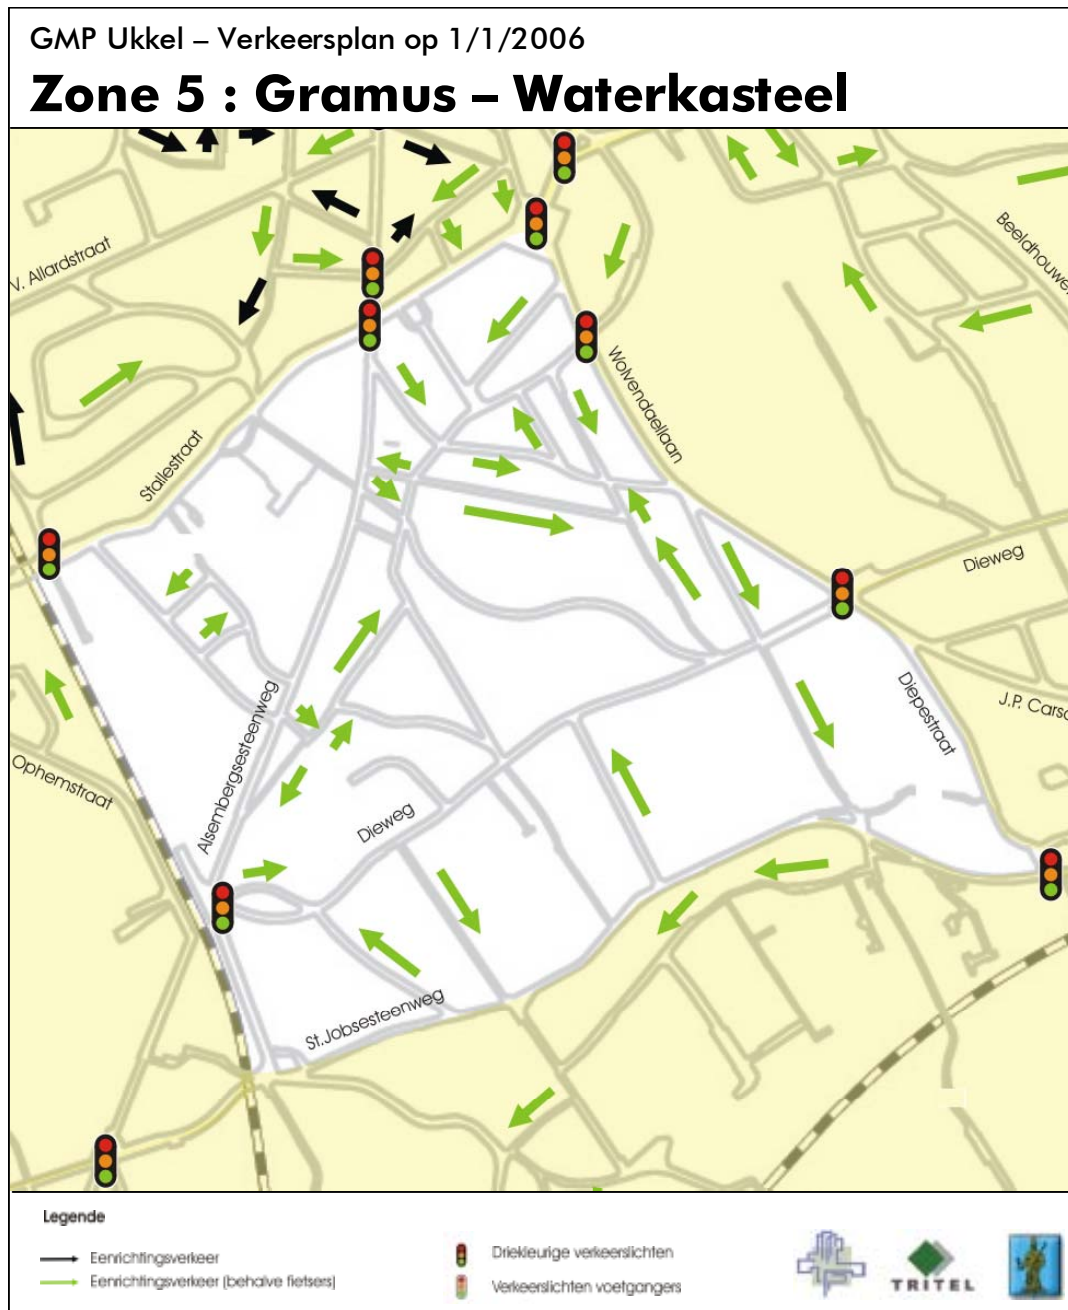 GMP Ukkel – Verkeersplan op 1/1/2006
Zone 5 : Gramus – Waterkasteel
V. Allardstraat
Beeldhouwe
Wolvendaellaan
Stallestraat
Dieweg
J.P. Carso
Diepestraat
Alsembergsesteenweg
Ophemstraat
Dieweg
St.Jobsesteenweg
Legende
Eenrichtingsverkeer
Eenrichtingsverkeer (behalve fietsers)
Driekleurige verkeerslichten
Verkeerslichten voetgangers
TRITEL